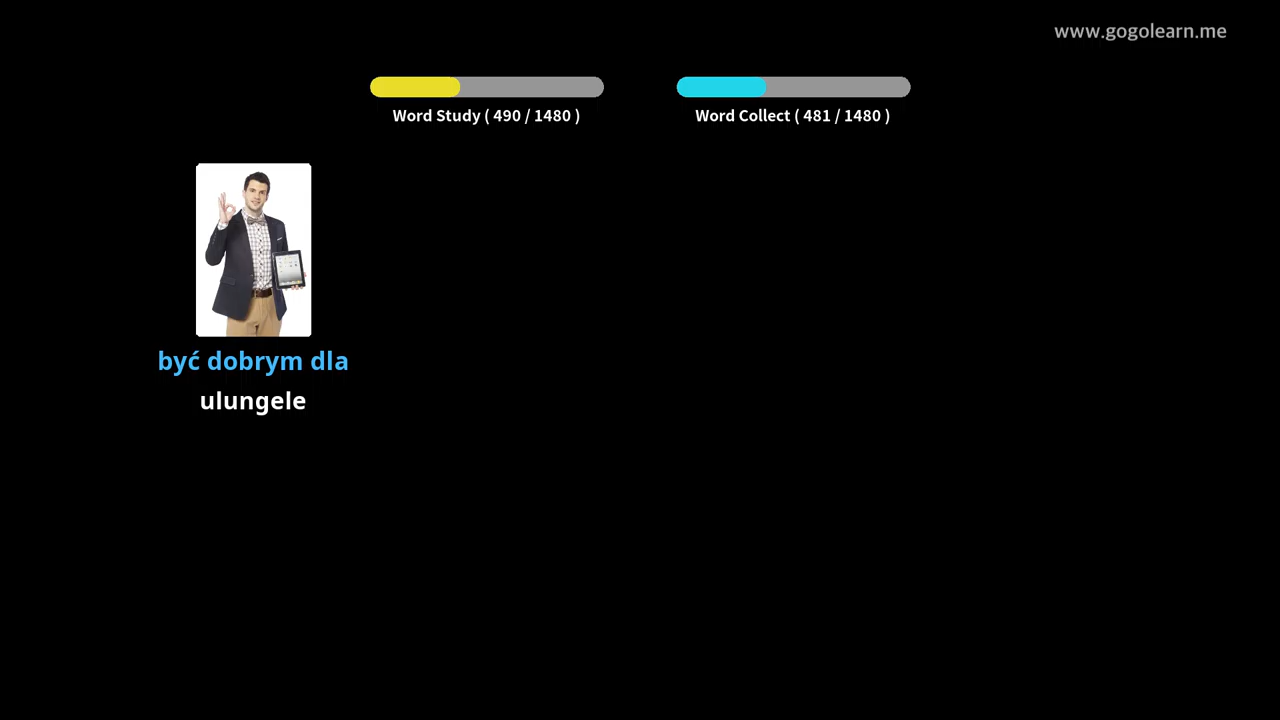 www.gogolearn.me
Word Study ( 490 / 1480 )
Word Collect ( 481 / 1480 )
być dobrym dla
ulungele